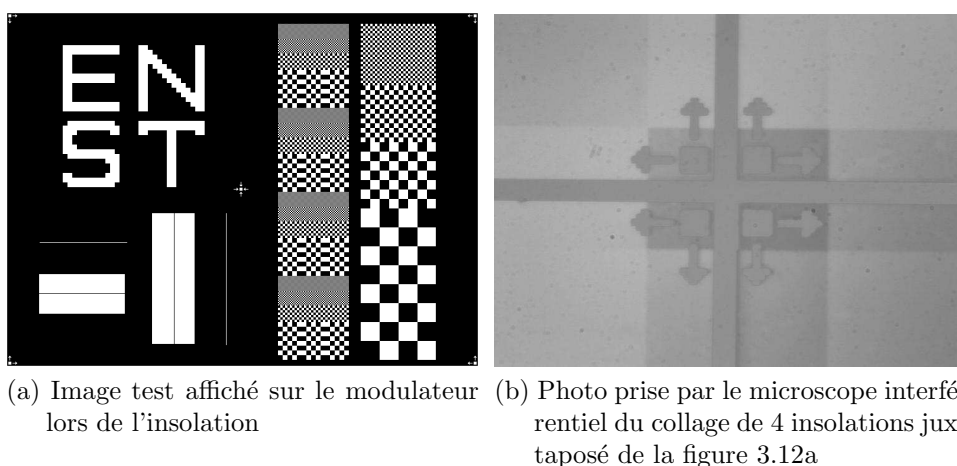 EN
ST
(a) Image test affiché sur le modulateur
lors de l'insolation
(b) Photo prise par le microscope interfé
rentiel du collage de 4 insolations jux
taposé de la figure 3.12a